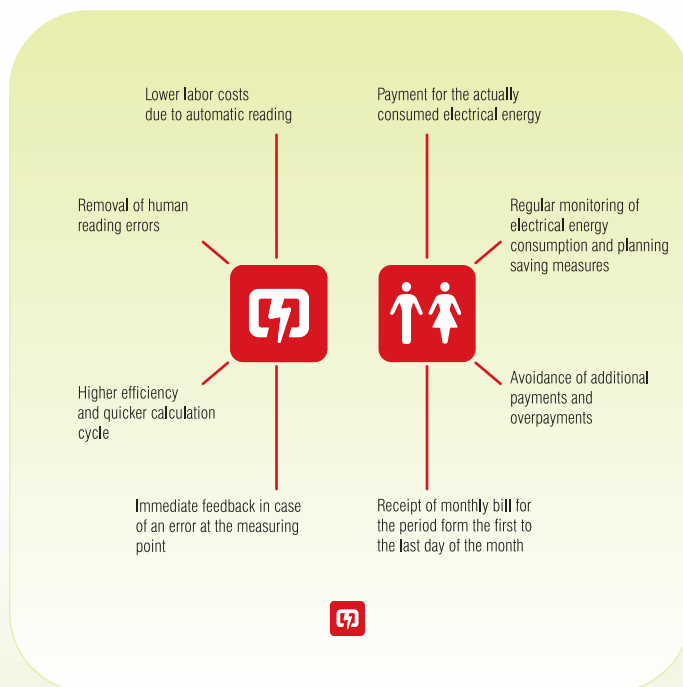 Lower labor costs
due to automatic reading
Payment for the actually
consumed electrical energy
Removal of human
reading errors
Regular monitoring of
electrical energy
consumption and planning
saving measures
Higher efficiency
and quicker calculation
cycle
Avoidance of additional
payments and
overpayments
Immediate feedback in case
of an error at the measuring
point
Receipt of monthly bill for
the period form the first to
the last day of the month